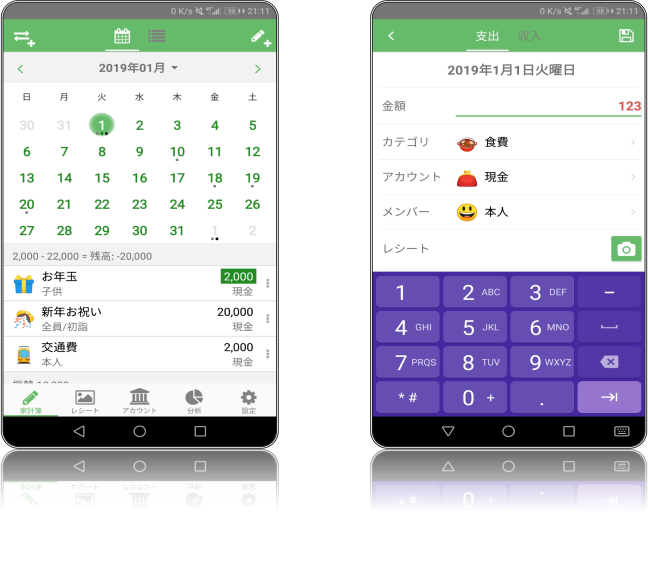 0 K/s 98 21:11
2019年01月
日 月 火 水 木 金 土
30 31 1 2 3 4 5
6 7 8 9 10 11 12
13 14 15 16 17 18 19
20 21 22 23 24 25 26
27 28 29 30 31 1 2
2,000 - 22,000 = 残高: -20,000
お年玉 2,000
子供 現金
新年お祝い 20,000
全員/初詣 現金
交通費 2,000
本人 現金
家計簿 レシート アカウント 分析 設定
0 K/s 98 21:11
支出 収入
2019年1月1日火曜日
金額 123
カテゴリ 食費
アカウント 現金
メンバー 本人
レシート
1 2 ABC 3 DEF -
4 GHI 5 JKL 6 MNO
7 PRQS 8 TUV 9 WXYZ
* # 0 + .